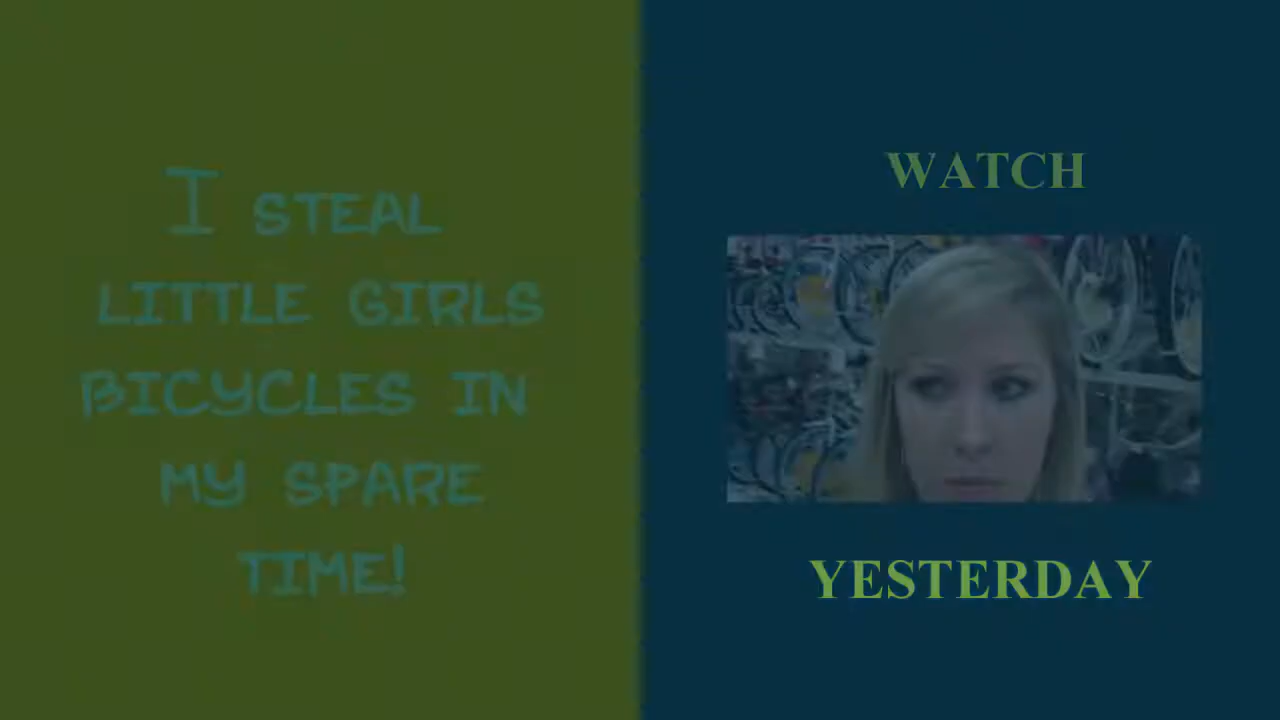 I STEAL
LITTLE GIRLS
BICYCLES IN
MY SPARE
TIME!
WATCH
YESTERDAY